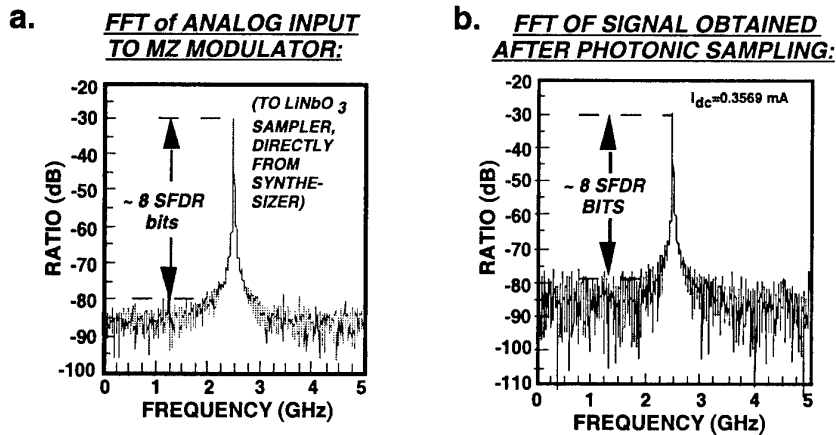 a.
FFT of ANALOG INPUT
TO MZ MODULATOR:
-20
-30
-40
-50
-60
-70
-80
-90
-100
RATIO (dB)
(TO LiNbO 3
SAMPLER,
DIRECTLY
FROM
SYNTHE-
SIZER)
~ 8 SFDR
bits
0 1 2 3 4 5
FREQUENCY (GHz)
b.
FFT OF SIGNAL OBTAINED
AFTER PHOTONIC SAMPLING:
-20
-30
-40
-50
-60
-70
-80
-90
-100
-110
RATIO (dB)
Idc=0.3569 mA
~ 8 SFDR
BITS
0 1 2 3 4 5
FREQUENCY (GHz)